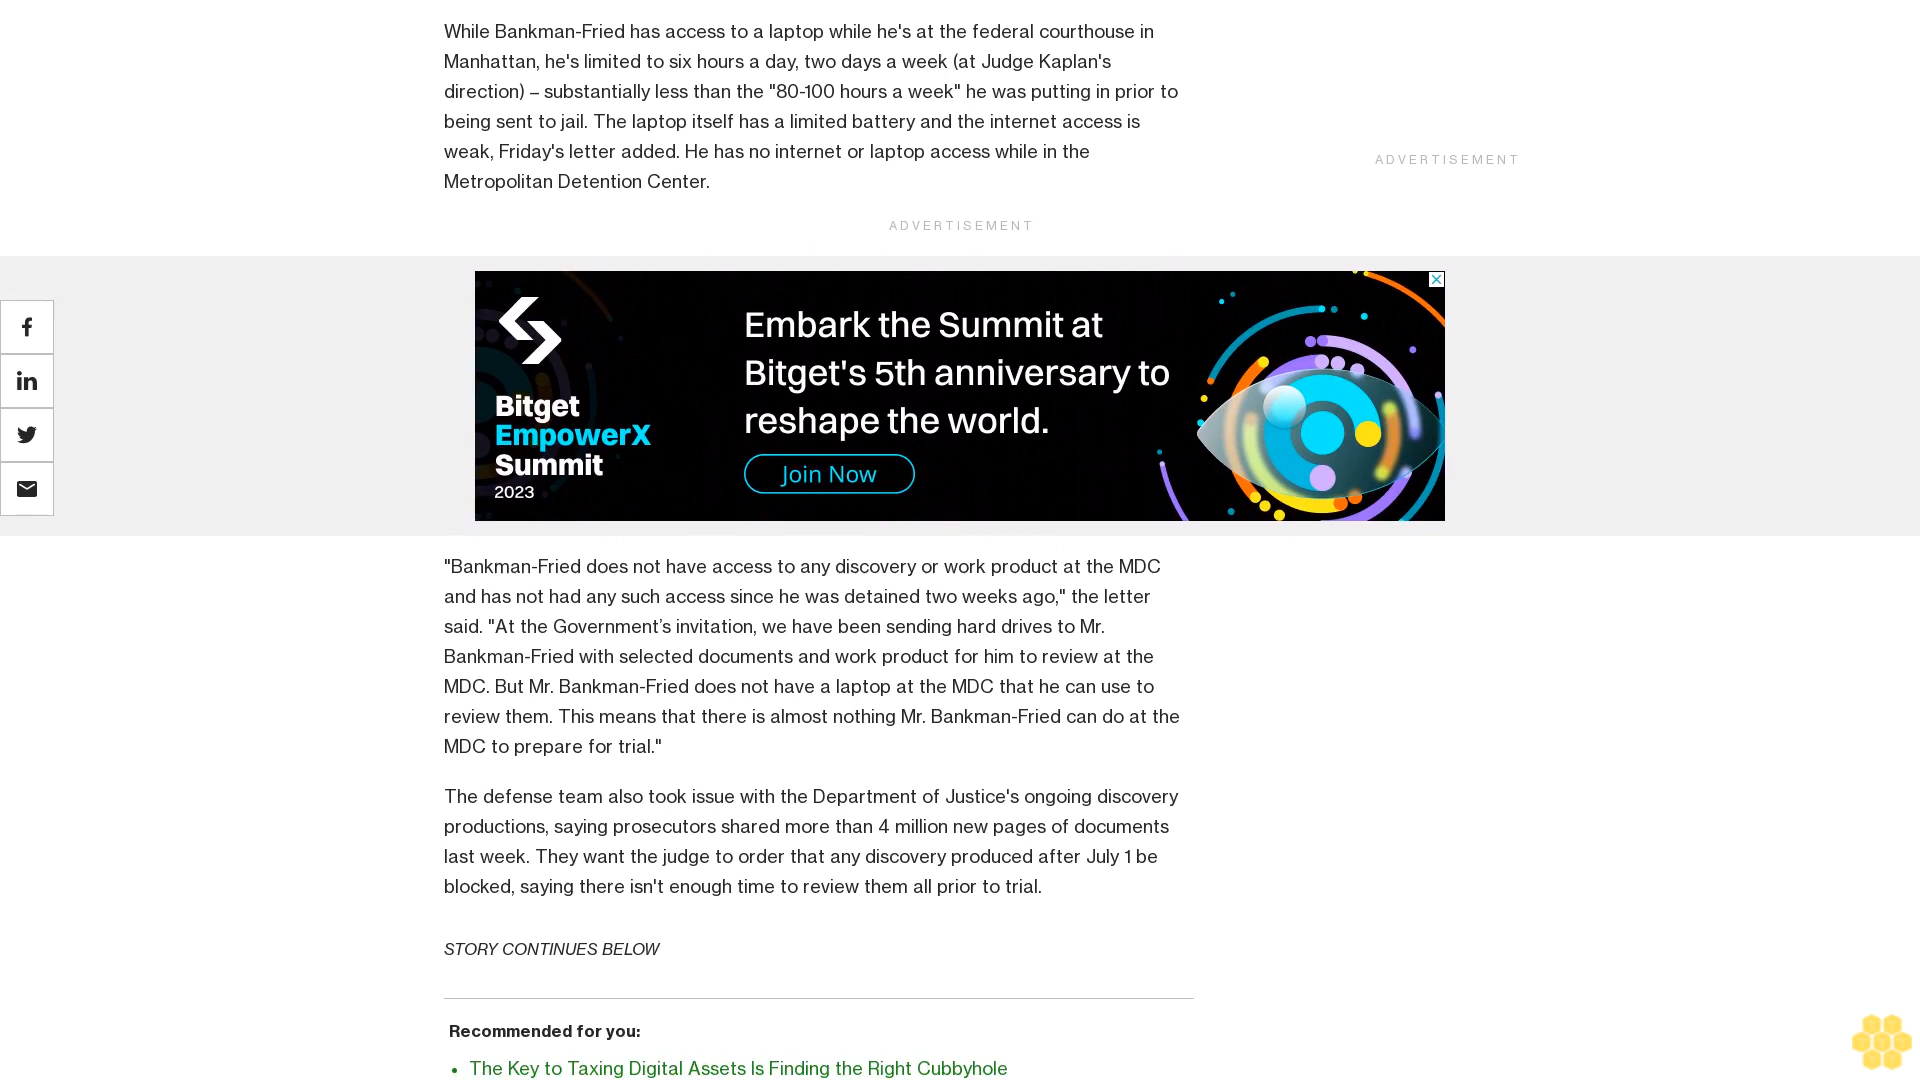 While Bankman-Fried has access to a laptop while he's at the federal courthouse in
Manhattan, he's limited to six hours a day, two days a week (at Judge Kaplan's
direction) – substantially less than the "80-100 hours a week" he was putting in prior to
being sent to jail. The laptop itself has a limited battery and the internet access is
weak, Friday's letter added. He has no internet or laptop access while in the
Metropolitan Detention Center.
ADVERTISEMENT
ADVERTISEMENT
Bitget
EmpowerX
Summit
2023
Embark the Summit at
Bitget's 5th anniversary to
reshape the world.
Join Now
"Bankman-Fried does not have access to any discovery or work product at the MDC
and has not had any such access since he was detained two weeks ago," the letter
said. "At the Government’s invitation, we have been sending hard drives to Mr.
Bankman-Fried with selected documents and work product for him to review at the
MDC. But Mr. Bankman-Fried does not have a laptop at the MDC that he can use to
review them. This means that there is almost nothing Mr. Bankman-Fried can do at the
MDC to prepare for trial."
The defense team also took issue with the Department of Justice's ongoing discovery
productions, saying prosecutors shared more than 4 million new pages of documents
last week. They want the judge to order that any discovery produced after July 1 be
blocked, saying there isn't enough time to review them all prior to trial.
STORY CONTINUES BELOW
Recommended for you:
• The Key to Taxing Digital Assets Is Finding the Right Cubbyhole